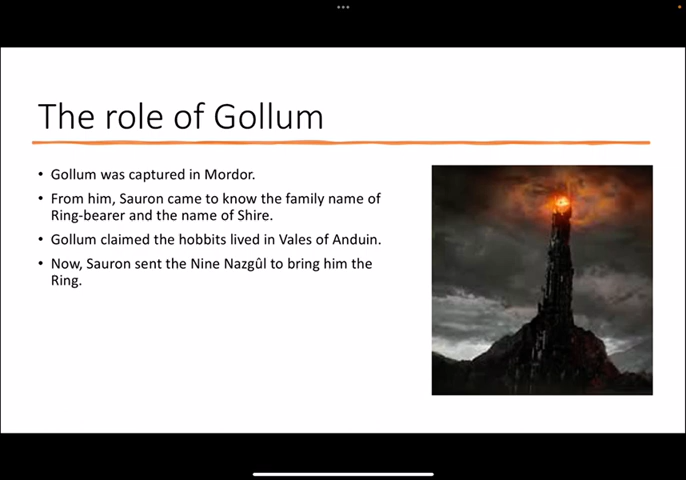 The role of Gollum
• Gollum was captured in Mordor.
• From him, Sauron came to know the family name of
Ring-bearer and the name of Shire.
• Gollum claimed the hobbits lived in Vales of Anduin.
• Now, Sauron sent the Nine Nazgûl to bring him the
Ring.